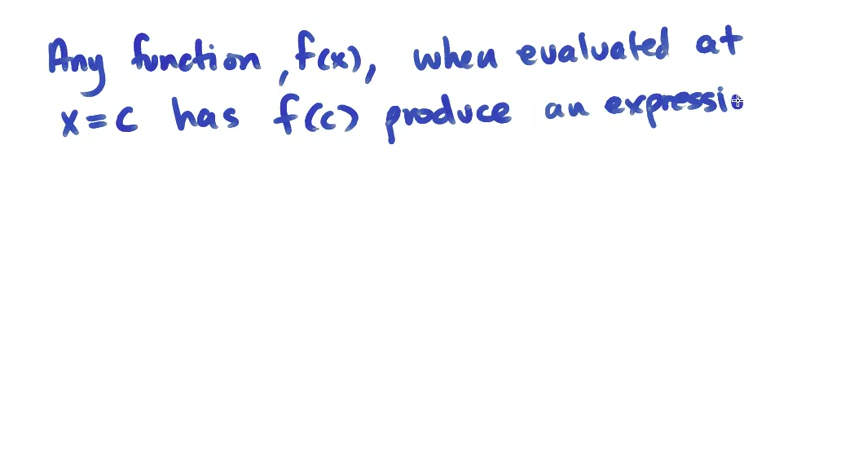 Any function, f(x), when evaluated at
x = c has f(c) produce an expressio